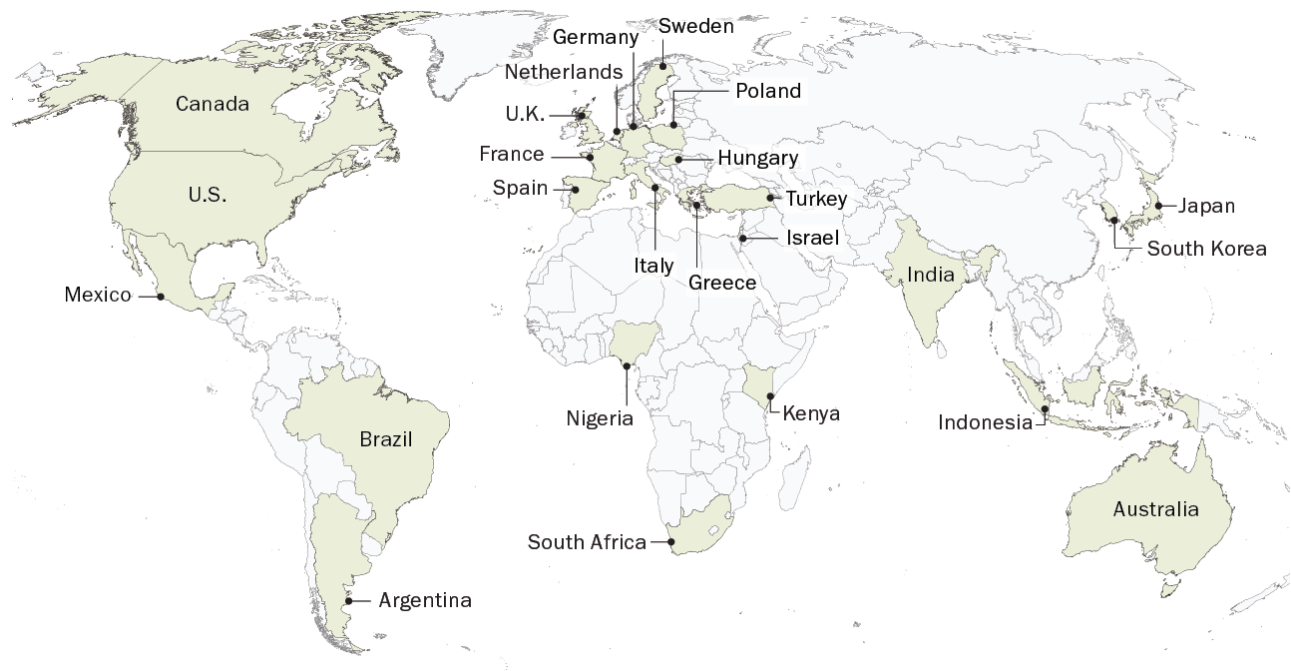 Sweden
Germany
Netherlands
Poland
Canada
U.K.
France
Hungary
Spain
U.S.
Turkey
Japan
Israel
South Korea
Italy
India
Greece
Mexico
Nigeria
Kenya
Indonesia
Brazil
Australia
South Africa
Argentina